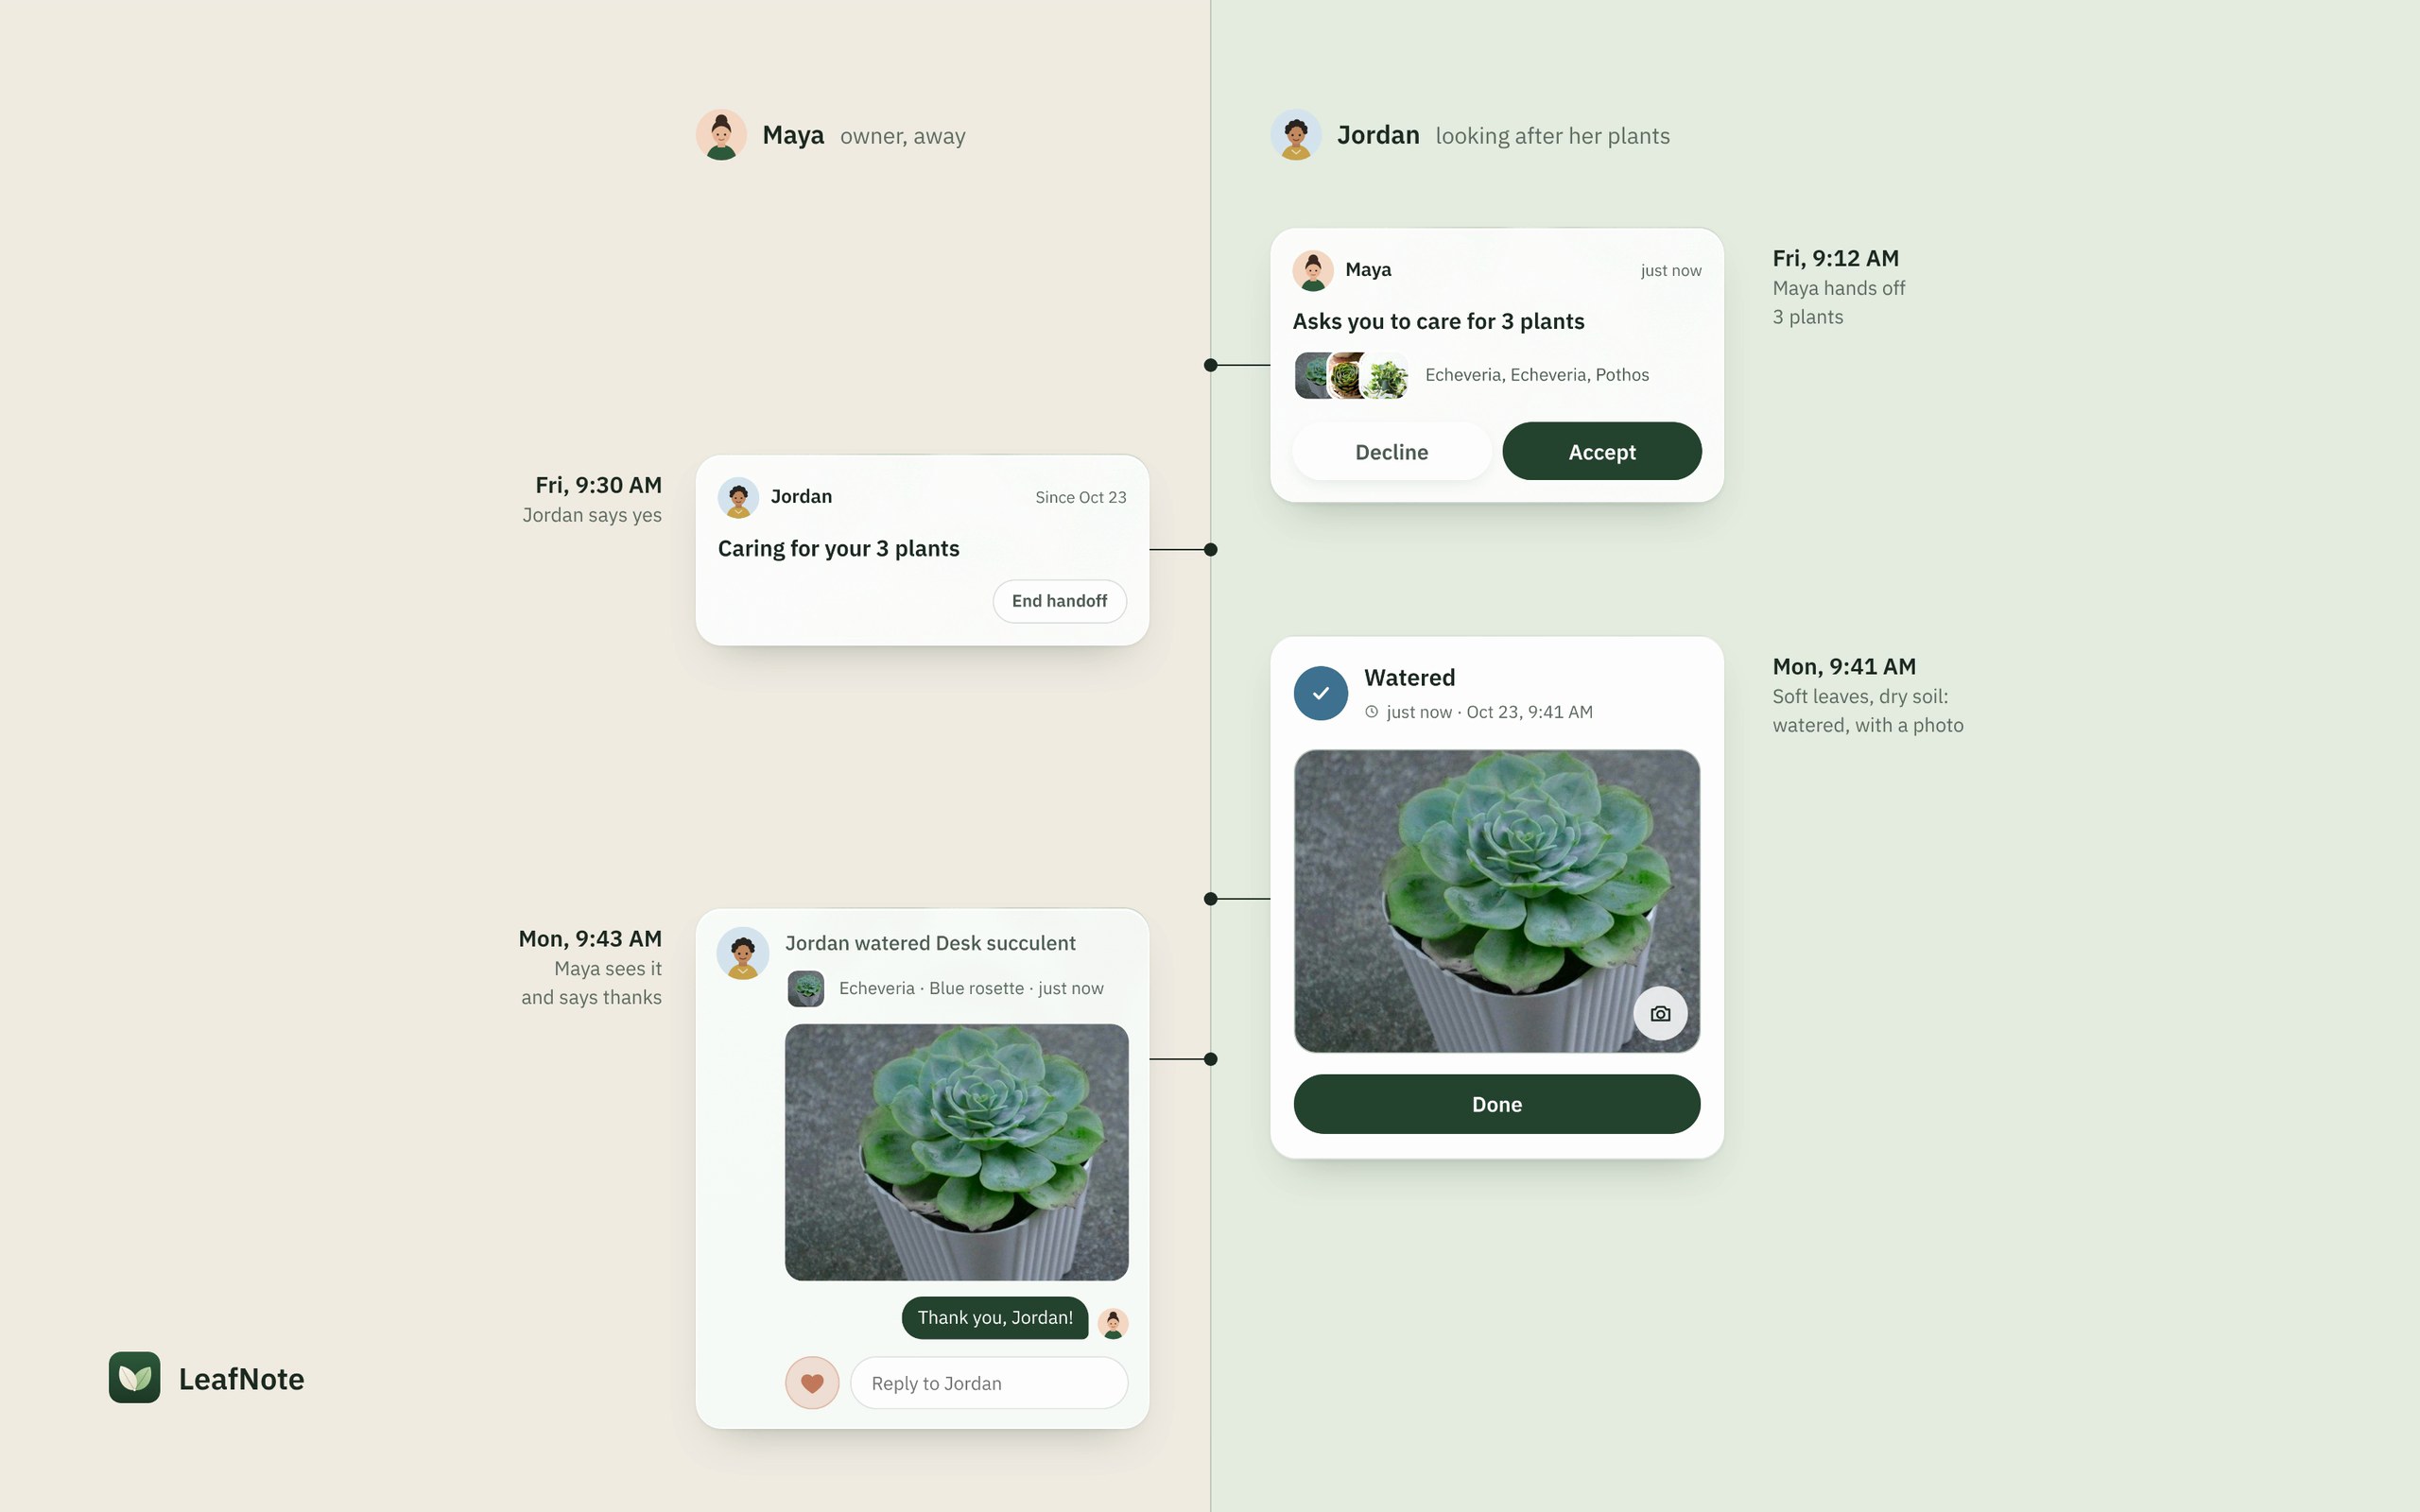 Maya owner, away
Jordan looking after her plants
Maya just now
Asks you to care for 3 plants
Echeveria, Echeveria, Pothos
Decline Accept
Fri, 9:12 AM
Maya hands off
3 plants
Fri, 9:30 AM
Jordan says yes
Jordan Since Oct 23
Caring for your 3 plants
End handoff
Watered
just now · Oct 23, 9:41 AM
Done
Mon, 9:41 AM
Soft leaves, dry soil:
watered, with a photo
Mon, 9:43 AM
Maya sees it
and says thanks
Jordan watered Desk succulent
Echeveria · Blue rosette · just now
Thank you, Jordan!
Reply to Jordan
LeafNote